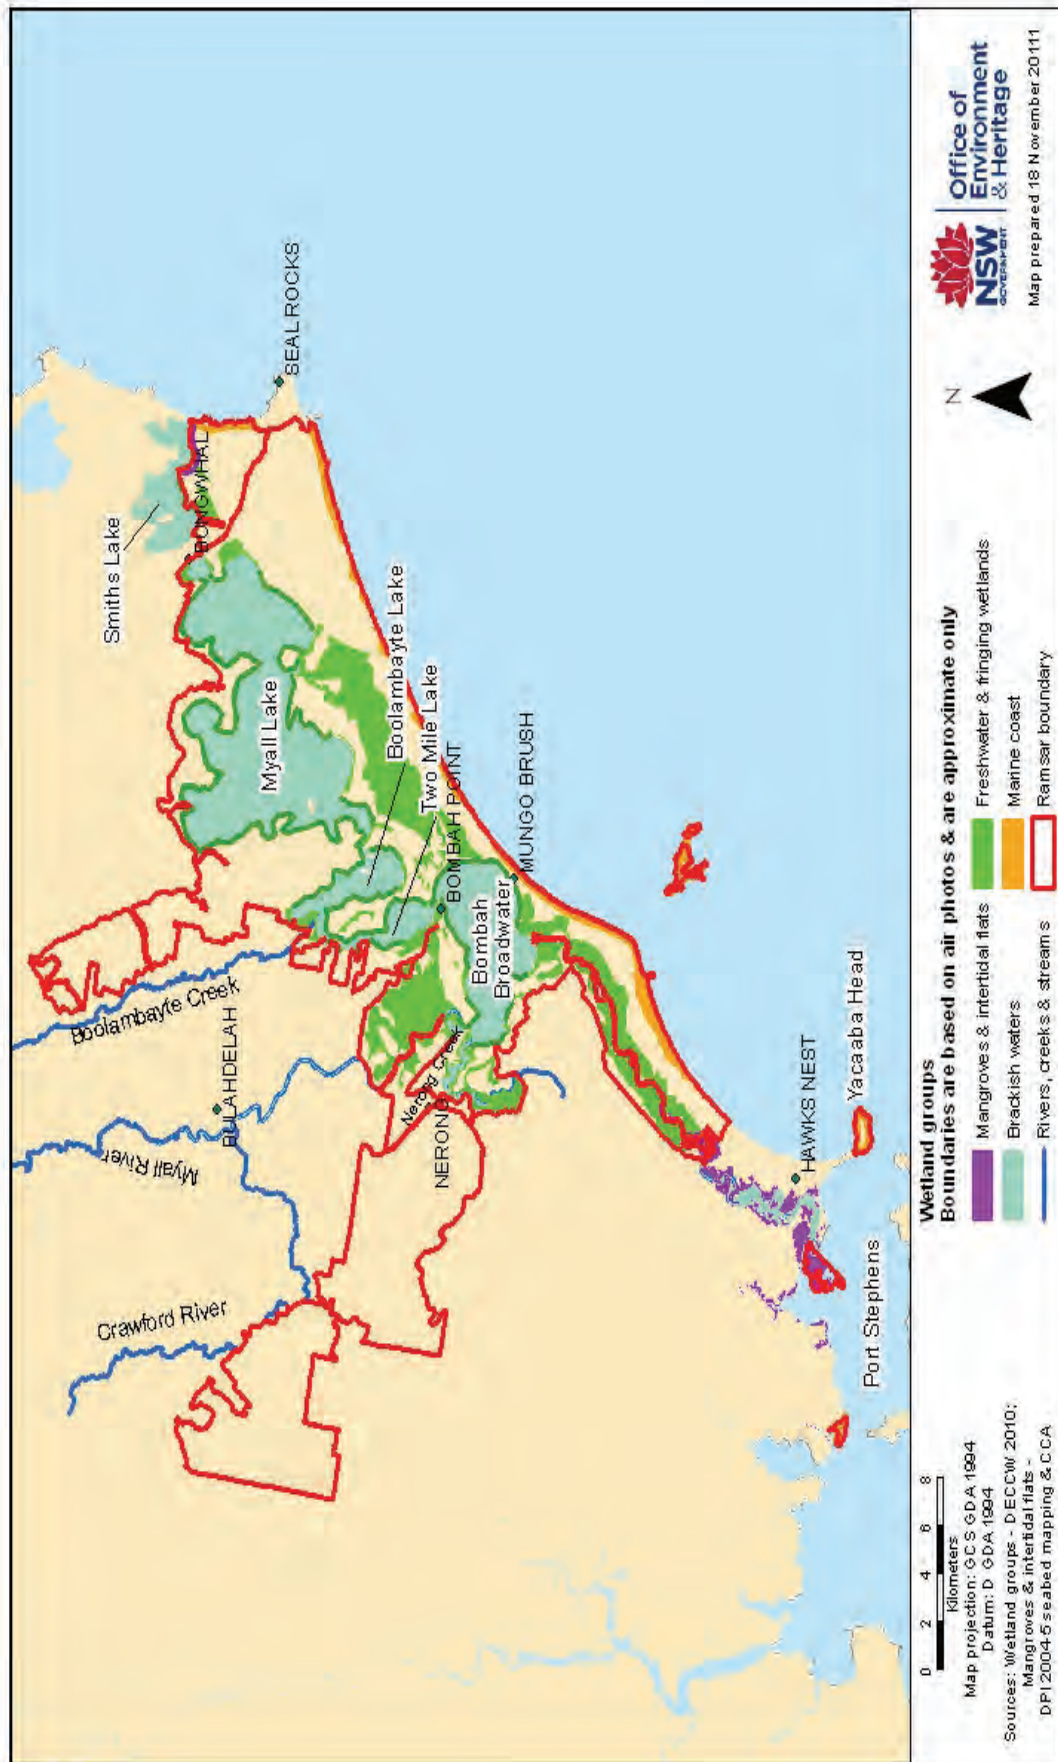 Smiths Lake
BUNGWHAL
SEAL ROCKS
Myall Lake
Boolambayte Lake
Two Mile Lake
BOMBAH POINT
Boolambayte Creek
BULAHDELAH
Myall River
Crawford River
Nerong Creek
NERONG
Bombah
Broadwater
MUNGO BRUSH
Yacaaba Head
HAWKS NEST
Port Stephens
0 2 4 6 8
Kilometers
Map projection: GCS GDA 1994
Datum: D GDA 1994
Sources: Wetland groups - DECCW 2010;
Mangroves & intertidal flats -
DPI 2004-5 seabed mapping & CCA
Wetland groups
Boundaries are based on air photos & are approximate only
Mangroves & intertidal flats
Freshwater & fringing wetlands
Brackish waters
Marine coast
Rivers, creeks & streams
Ramsar boundary
N
NSW
GOVERNMENT
Office of
Environment
& Heritage
Map prepared 18 November 20111